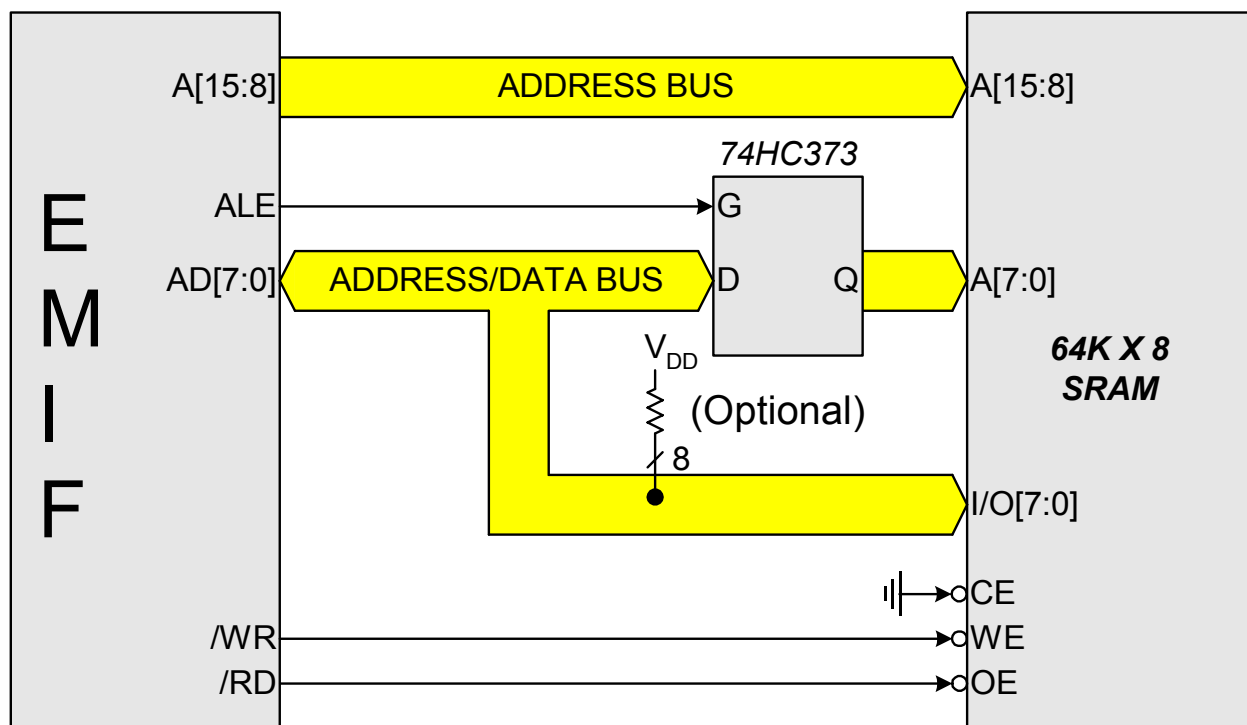 A[15:8]
ADDRESS BUS
A[15:8]
74HC373
ALE
G
AD[7:0]
ADDRESS/DATA BUS
D
Q
A[7:0]
E
M
I
F
VDD
(Optional)
8
64K X 8
SRAM
I/O[7:0]
CE
/WR
WE
/RD
OE